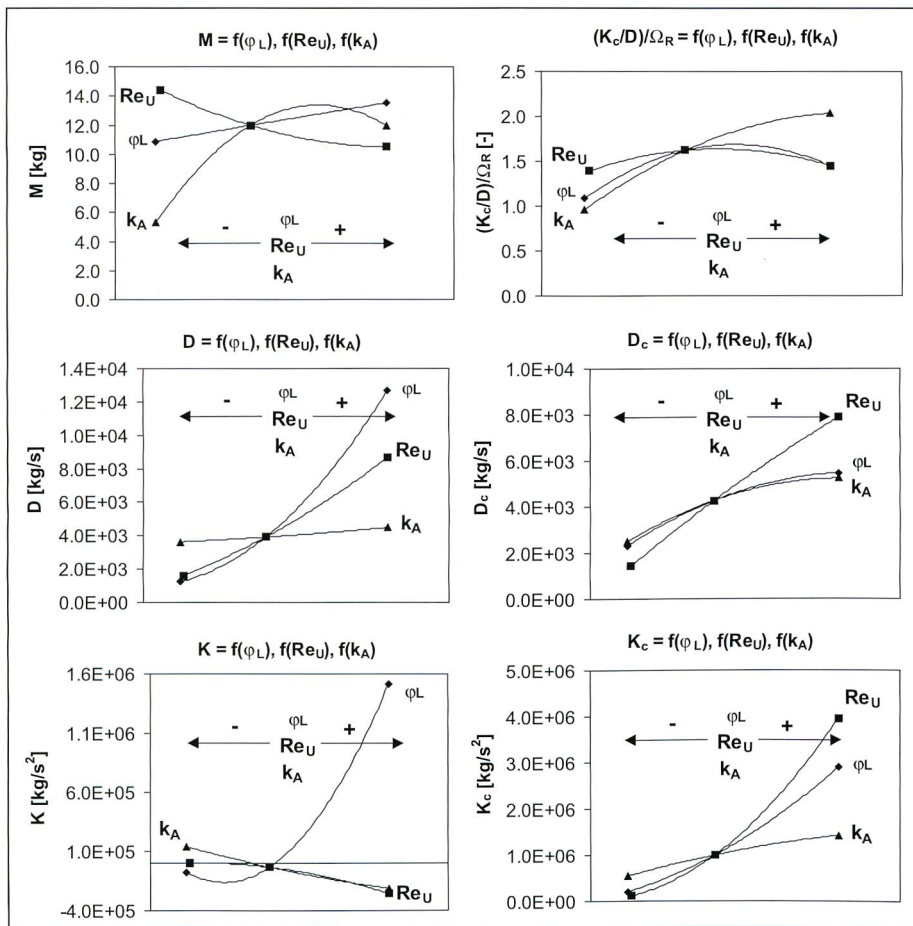 M = f(φL), f(ReU), f(kA)
16.0
14.0
12.0
10.0
8.0
6.0
4.0
2.0
0.0
M [kg]
ReU
φL
kA
- φL +
ReU
kA
(Kc/D)/ΩR = f(φL), f(ReU), f(kA)
2.5
2.0
1.5
1.0
0.5
0.0
(Kc/D)/ΩR [-]
ReU
φL
kA
- φL +
ReU
kA
D = f(φL), f(ReU), f(kA)
1.4E+04
1.2E+04
1.0E+04
8.0E+03
6.0E+03
4.0E+03
2.0E+03
0.0E+00
D [kg/s]
- φL +
ReU
kA
φL
ReU
kA
Dc = f(φL), f(ReU), f(kA)
1.0E+04
8.0E+03
6.0E+03
4.0E+03
2.0E+03
0.0E+00
Dc [kg/s]
- φL +
ReU
kA
ReU
φL
kA
K = f(φL), f(ReU), f(kA)
1.6E+06
1.1E+06
6.0E+05
1.0E+05
-4.0E+05
K [kg/s²]
- φL +
ReU
kA
φL
kA
ReU
Kc = f(φL), f(ReU), f(kA)
5.0E+06
4.0E+06
3.0E+06
2.0E+06
1.0E+06
0.0E+00
Kc [kg/s²]
- φL +
ReU
kA
ReU
φL
kA